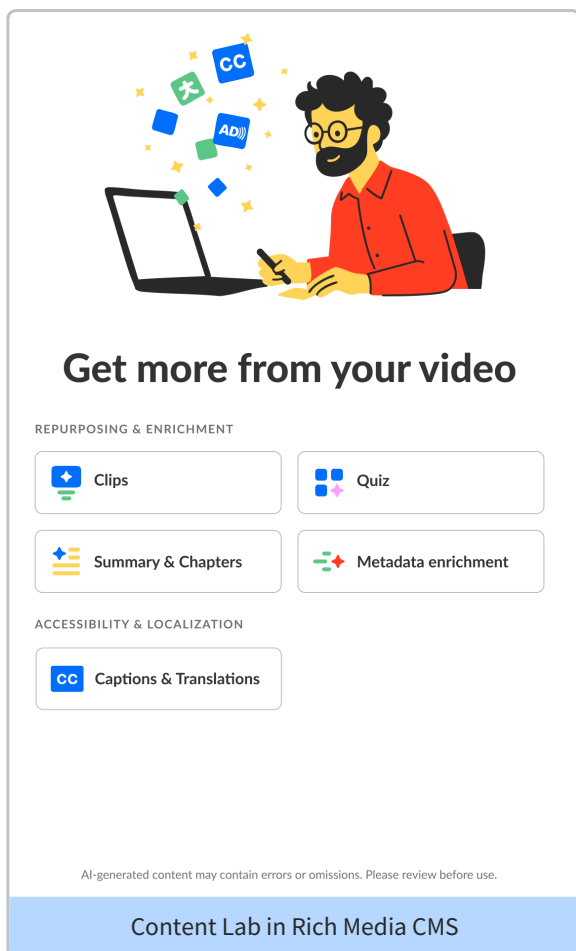 CC
AD
Get more from your video
REPURPOSING & ENRICHMENT
Clips
Quiz
Summary & Chapters
Metadata enrichment
ACCESSIBILITY & LOCALIZATION
CC
Captions & Translations
AI-generated content may contain errors or omissions. Please review before use.
Content Lab in Rich Media CMS